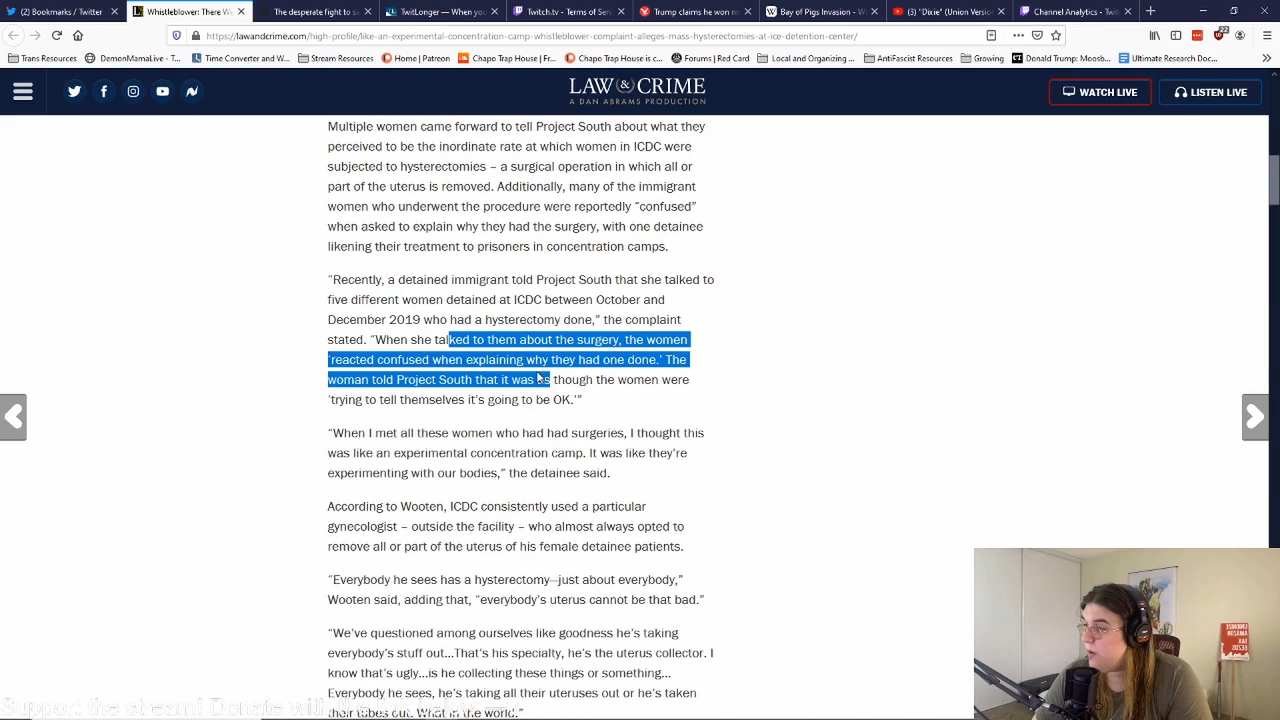 Bookmarks / Twitter
Whistleblower: There We
The desperate fight to sa
TwitLonger — When you
Twitch.tv - Terms of Serv
Trump claims he won no
Bay of Pigs Invasion - W
(3) "Dixie" (Union Version
Channel Analytics - Twit
https://lawandcrime.com/high-profile/like-an-experimental-concentration-camp-whistleblower-complaint-alleges-mass-hysterectomies-at-ice-detention-center/
Trans Resources
DemonMamaLive - T...
Time Converter and W...
Stream Resources
Home | Patreon
Chapo Trap House | Fr...
Chapo Trap House is c...
Forums | Red Card
Local and Organizing ...
AntiFascist Resources
Growing
Donald Trump: Moosb...
Ultimate Research Doc...
LAW & CRIME
A DAN ABRAMS PRODUCTION
WATCH LIVE
LISTEN LIVE
Multiple women came forward to tell Project South about what they
perceived to be the inordinate rate at which women in ICDC were
subjected to hysterectomies – a surgical operation in which all or
part of the uterus is removed. Additionally, many of the immigrant
women who underwent the procedure were reportedly “confused”
when asked to explain why they had the surgery, with one detainee
likening their treatment to prisoners in concentration camps.
“Recently, a detained immigrant told Project South that she talked to
five different women detained at ICDC between October and
December 2019 who had a hysterectomy done,” the complaint
stated. “When she talked to them about the surgery, the women
‘reacted confused when explaining why they had one done.’ The
woman told Project South that it was as though the women were
‘trying to tell themselves it’s going to be OK.’”
“When I met all these women who had had surgeries, I thought this
was like an experimental concentration camp. It was like they’re
experimenting with our bodies,” the detainee said.
According to Wooten, ICDC consistently used a particular
gynecologist – outside the facility – who almost always opted to
remove all or part of the uterus of his female detainee patients.
“Everybody he sees has a hysterectomy—just about everybody,”
Wooten said, adding that, “everybody’s uterus cannot be that bad.”
“We’ve questioned among ourselves like goodness he’s taking
everybody’s stuff out…That’s his specialty, he’s the uterus collector. I
know that’s ugly…is he collecting these things or something…
Everybody he sees, he’s taking all their uteruses out or he’s taken
their tubes out. What in the world.”
Support the stream! Donate with th